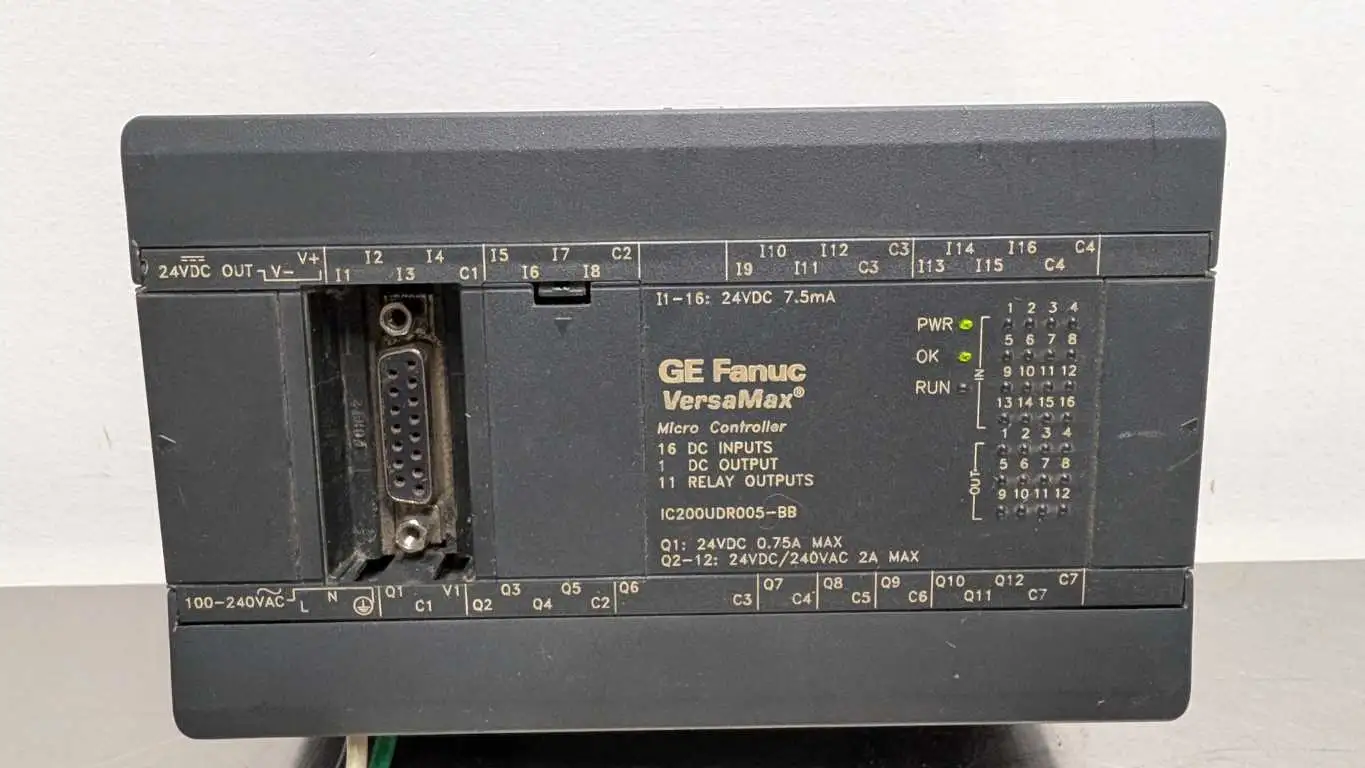 24VDC OUT V- V+
I1 I2 I3 I4 C1
I5 I6 I7 I8 C2
I9 I10 I11 I12 C3 C3
I13 I14 I15 I16 C4 C4
I1-16: 24VDC 7.5mA
GE Fanuc
VersaMax®
Micro Controller
16 DC INPUTS
1 DC OUTPUT
11 RELAY OUTPUTS
IC200UDR005-BB
Q1: 24VDC 0.75A MAX
Q2-12: 24VDC/240VAC 2A MAX
PWR
OK
RUN
IN
1 2 3 4
5 6 7 8
9 10 11 12
13 14 15 16
OUT
1 2 3 4
5 6 7 8
9 10 11 12
100-240VAC L N
Q1 C1 V1
Q2 Q3 Q4 Q5 C2
Q6 C3
Q7 C4
Q8 C5
Q9 C6
Q10 Q11 Q12 C7 C7